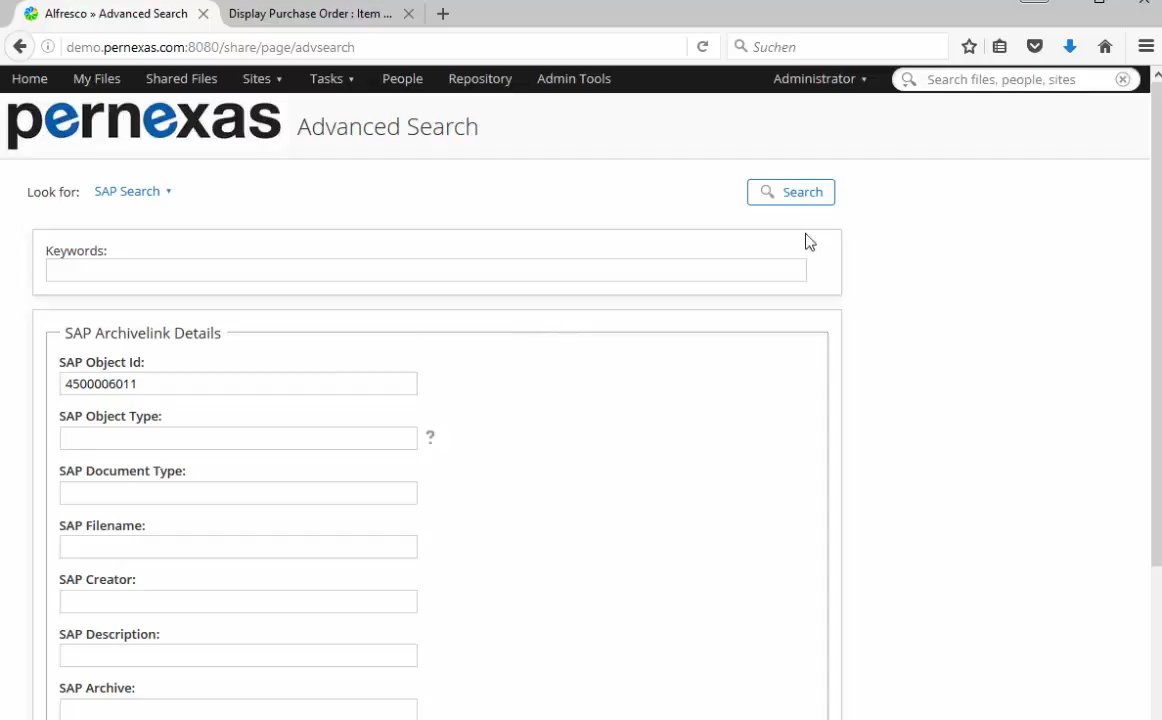 Alfresco » Advanced Search
Display Purchase Order : Item ...
demo.pernexas.com:8080/share/page/advsearch
Suchen
Home My Files Shared Files Sites Tasks People Repository Admin Tools Administrator Search files, people, sites
pernexas Advanced Search
Look for: SAP Search Search
Keywords:
SAP Archivelink Details
SAP Object Id:
4500006011
SAP Object Type:
?
SAP Document Type:
SAP Filename:
SAP Creator:
SAP Description:
SAP Archive: